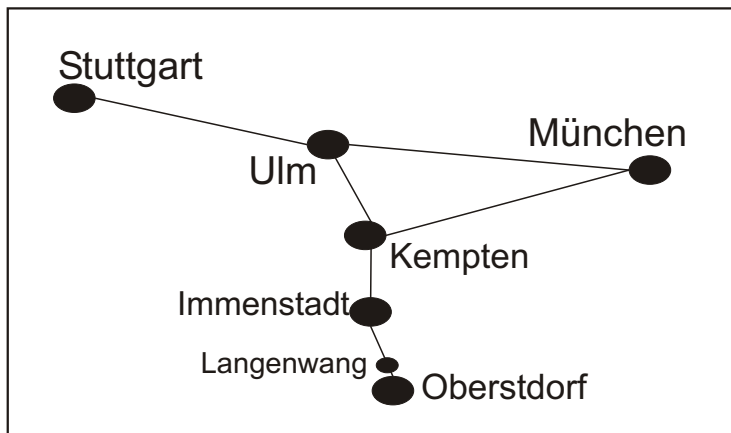 Stuttgart
München
Ulm
Kempten
Immenstadt
Langenwang
Oberstdorf